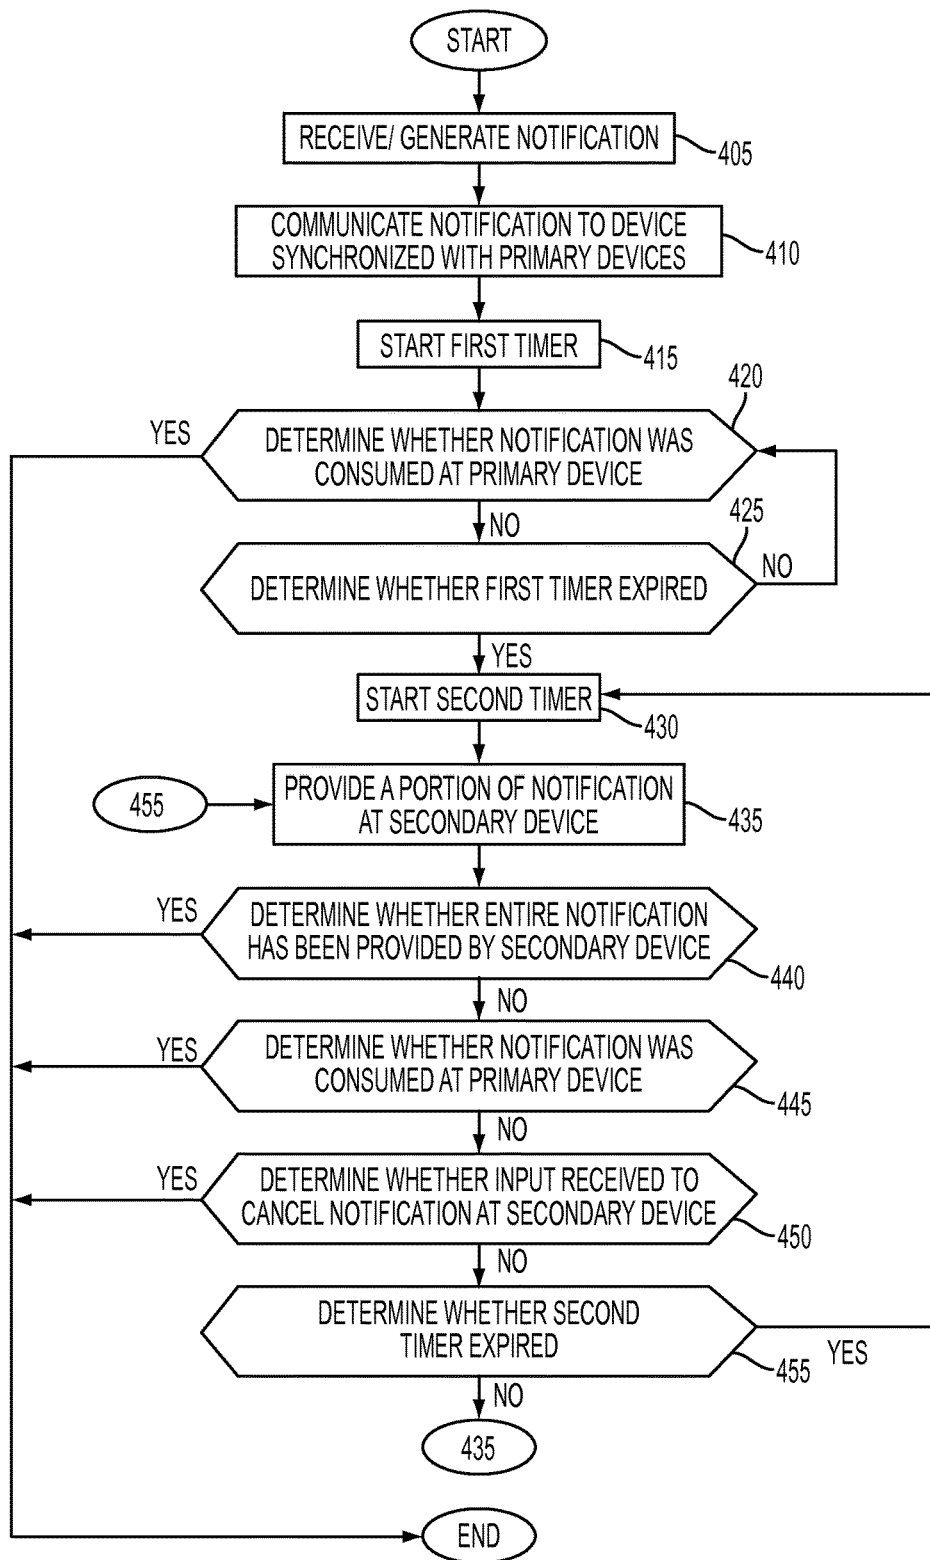 START
RECEIVE/ GENERATE NOTIFICATION
405
COMMUNICATE NOTIFICATION TO DEVICE
SYNCHRONIZED WITH PRIMARY DEVICES
410
START FIRST TIMER
415
420
YES
DETERMINE WHETHER NOTIFICATION WAS
CONSUMED AT PRIMARY DEVICE
NO
425
DETERMINE WHETHER FIRST TIMER EXPIRED
NO
YES
START SECOND TIMER
430
455
PROVIDE A PORTION OF NOTIFICATION
AT SECONDARY DEVICE
435
YES
DETERMINE WHETHER ENTIRE NOTIFICATION
HAS BEEN PROVIDED BY SECONDARY DEVICE
440
NO
YES
DETERMINE WHETHER NOTIFICATION WAS
CONSUMED AT PRIMARY DEVICE
445
NO
YES
DETERMINE WHETHER INPUT RECEIVED TO
CANCEL NOTIFICATION AT SECONDARY DEVICE
450
NO
DETERMINE WHETHER SECOND
TIMER EXPIRED
YES
455
NO
435
END